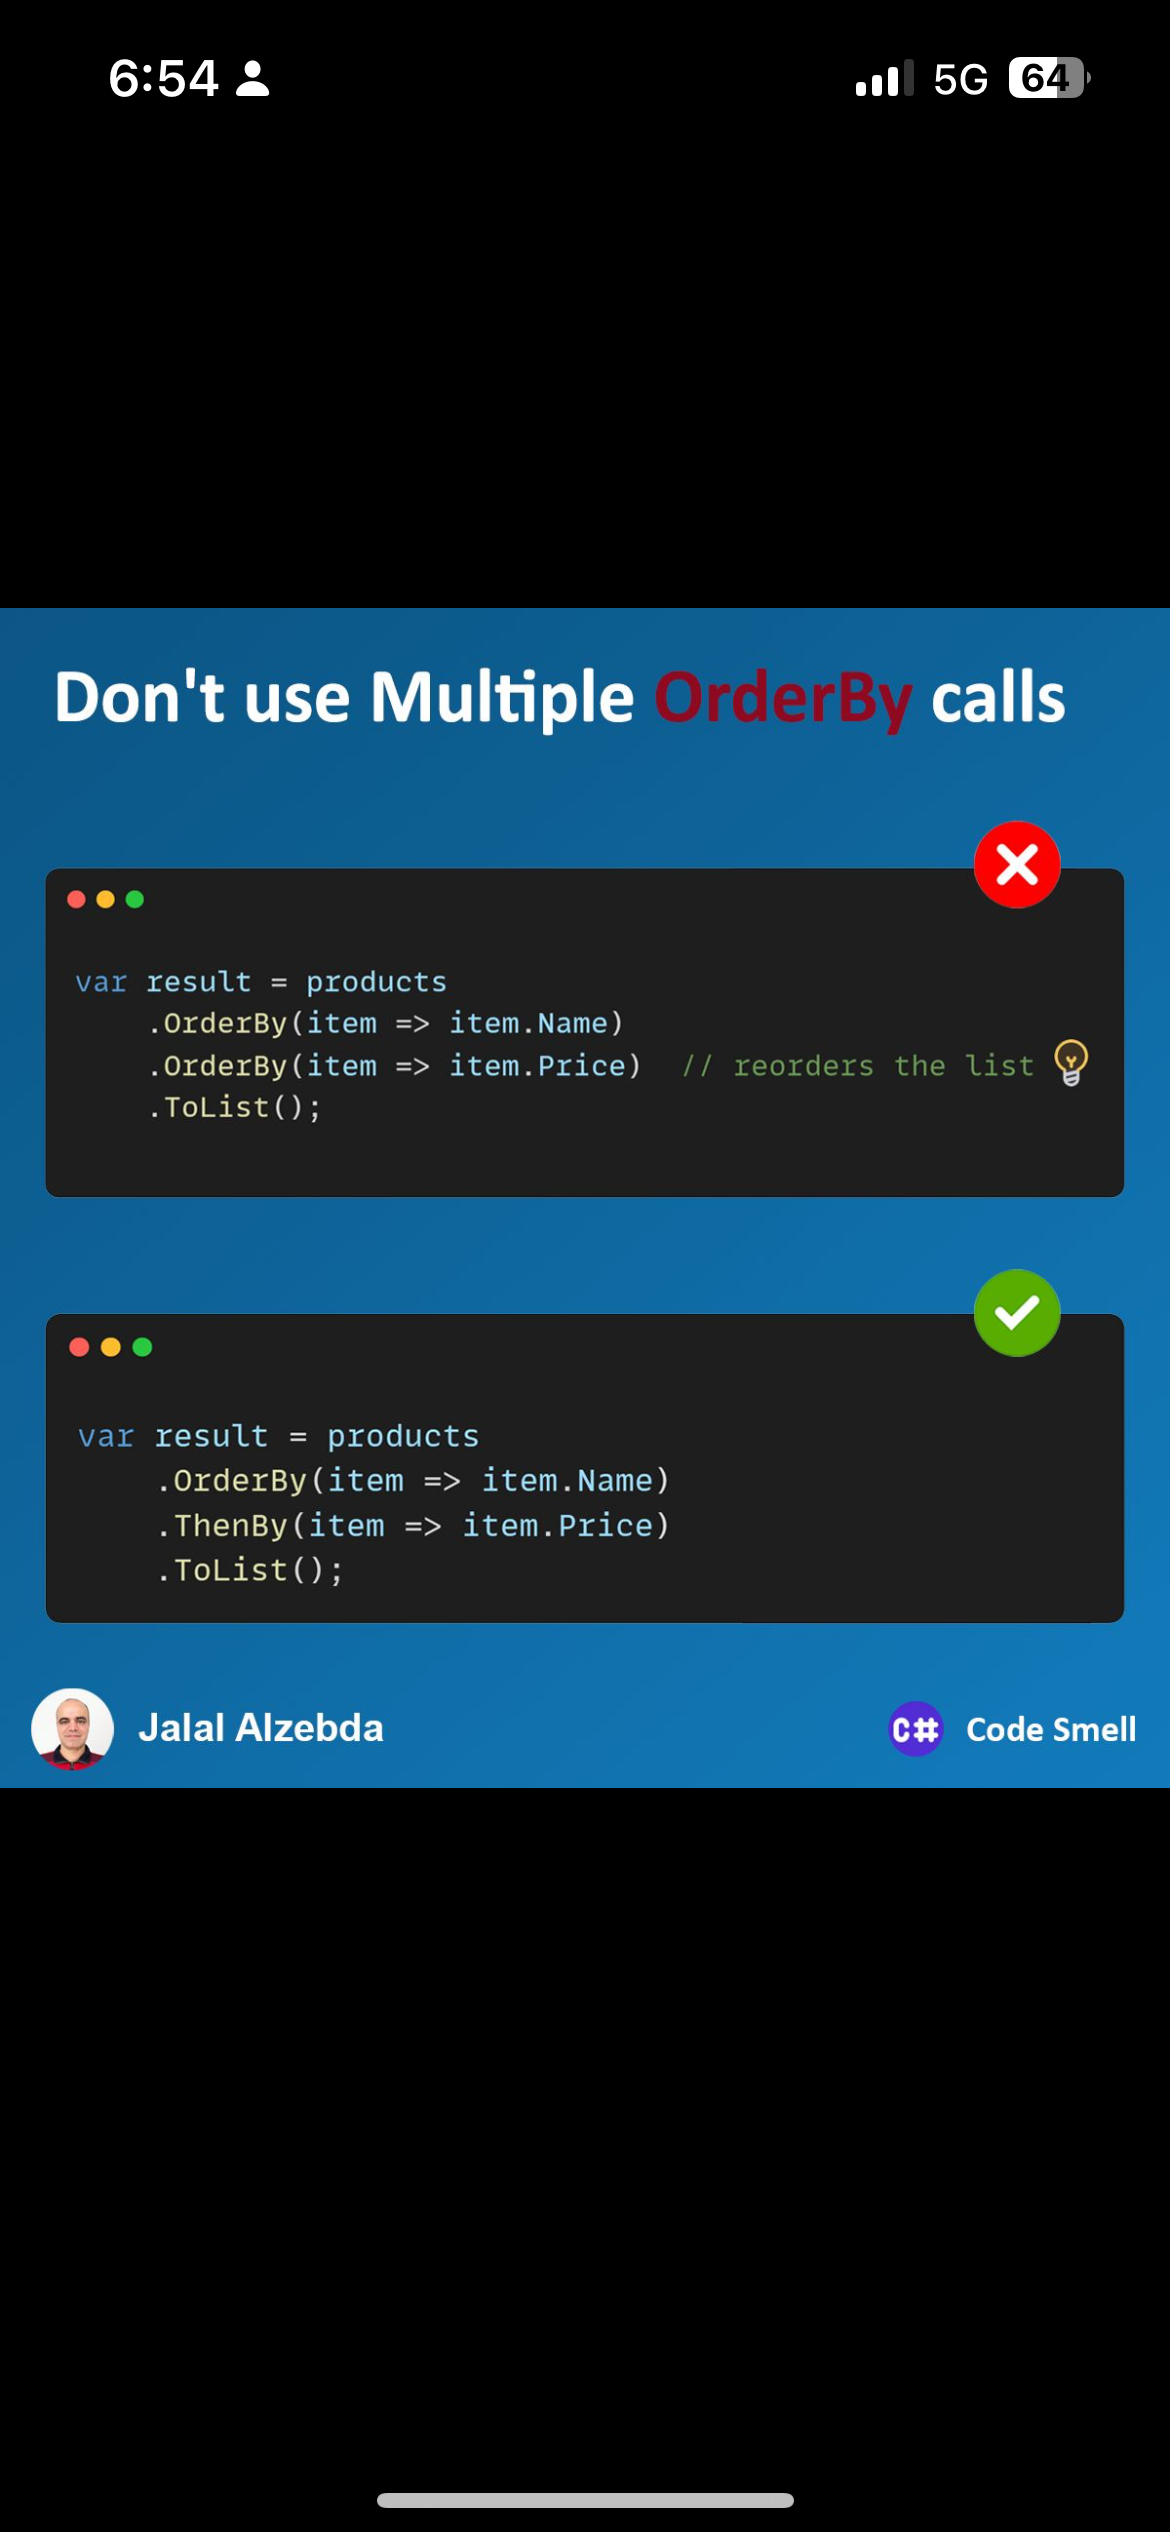 6:54
5G 64
Don't use Multiple OrderBy calls
var result = products
    .OrderBy(item => item.Name)
    .OrderBy(item => item.Price)  // reorders the list
    .ToList();
var result = products
    .OrderBy(item => item.Name)
    .ThenBy(item => item.Price)
    .ToList();
Jalal Alzebda
C# Code Smell